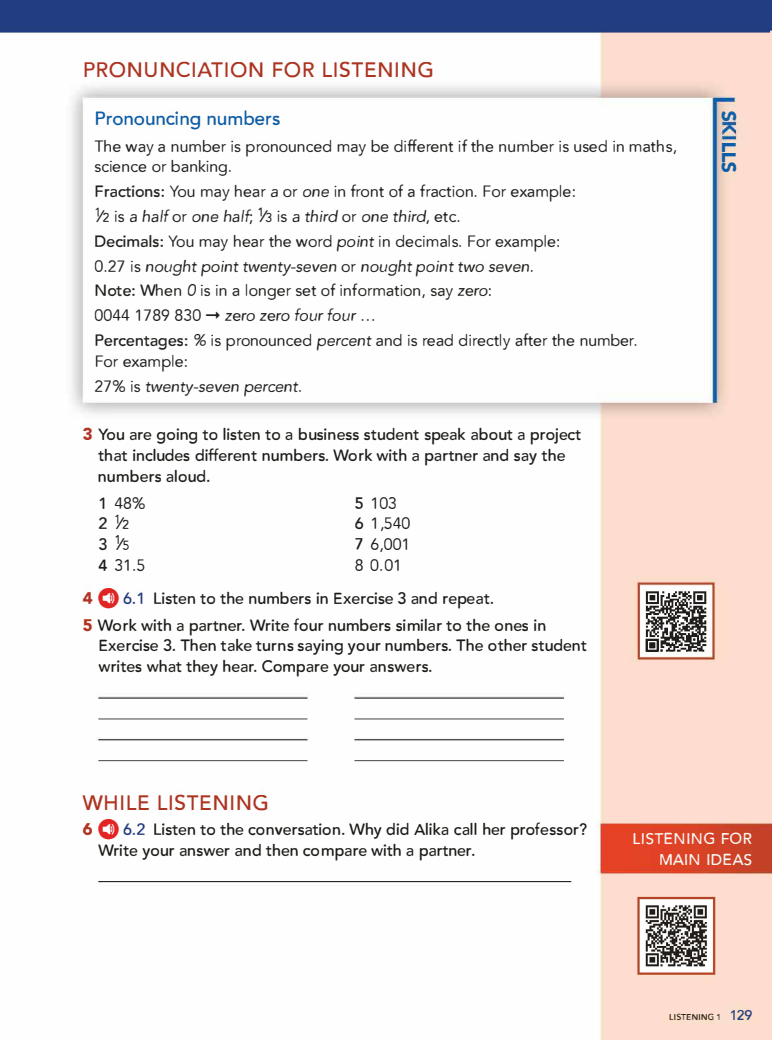 PRONUNCIATION FOR LISTENING
SKILLS
Pronouncing numbers
The way a number is pronounced may be different if the number is used in maths,
science or banking.
Fractions: You may hear a or one in front of a fraction. For example:
½ is a half or one half; ⅓ is a third or one third, etc.
Decimals: You may hear the word point in decimals. For example:
0.27 is nought point twenty-seven or nought point two seven.
Note: When 0 is in a longer set of information, say zero:
0044 1789 830 → zero zero four four …
Percentages: % is pronounced percent and is read directly after the number.
For example:
27% is twenty-seven percent.
3 You are going to listen to a business student speak about a project
that includes different numbers. Work with a partner and say the
numbers aloud.
1 48%
2 ½
3 ⅕
4 31.5
5 103
6 1,540
7 6,001
8 0.01
4 6.1 Listen to the numbers in Exercise 3 and repeat.
5 Work with a partner. Write four numbers similar to the ones in
Exercise 3. Then take turns saying your numbers. The other student
writes what they hear. Compare your answers.
WHILE LISTENING
6 6.2 Listen to the conversation. Why did Alika call her professor?
Write your answer and then compare with a partner.
LISTENING FOR
MAIN IDEAS
LISTENING 1 129